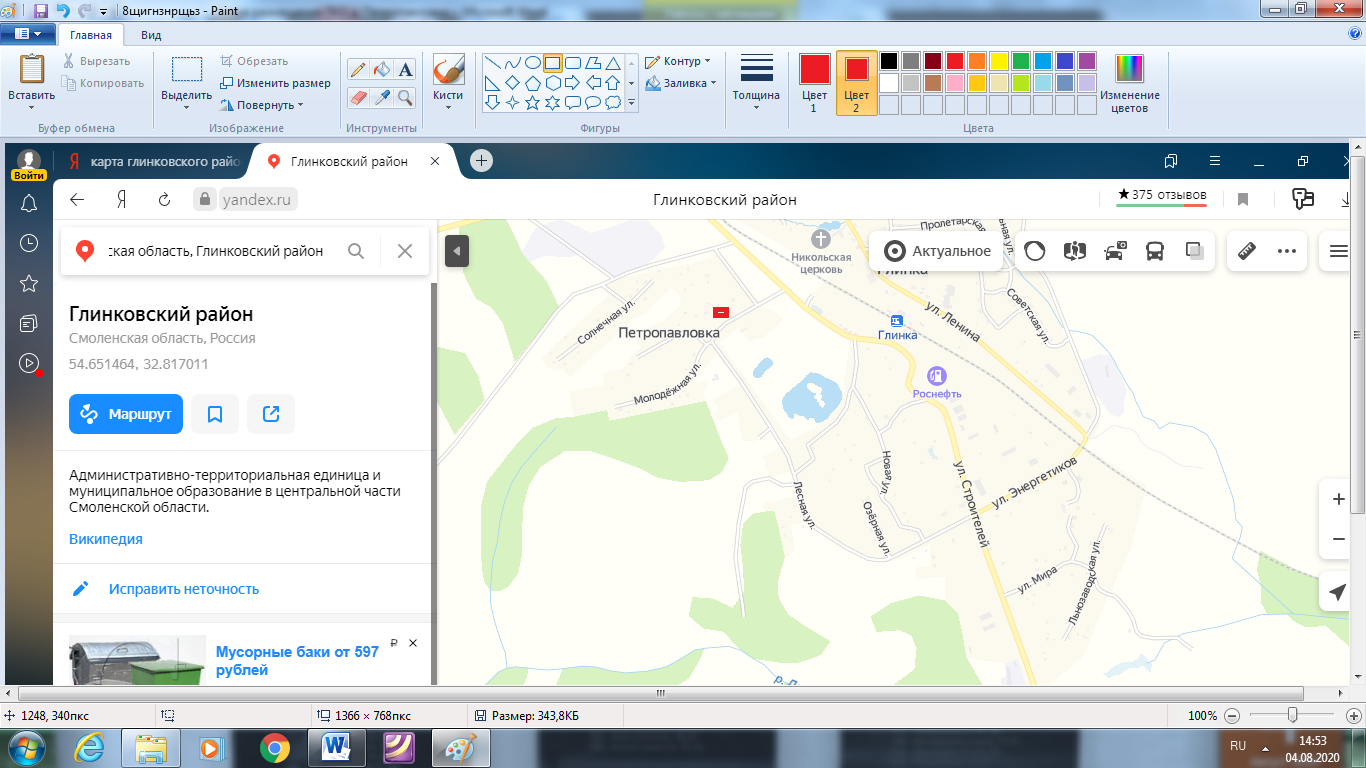 8щигнзнрщьз - Paint
Главная
Вид
Вставить
Вырезать
Копировать
Буфер обмена
Выделить
Обрезать
Изменить размер
Повернуть
Изображение
A
Инструменты
Кисти
Фигуры
Контур
Заливка
Толщина
Цвет 1
Цвет 2
Изменение цветов
Цвета
Войти
Я карта глинковского райо
Глинковский район
Я
yandex.ru
Глинковский район
375 отзывов
ская область, Глинковский район
Актуальное
Глинковский район
Смоленская область, Россия
54.651464, 32.817011
Маршрут
Административно-территориальная единица и
муниципальное образование в центральной части
Смоленской области.
Википедия
Исправить неточность
Мусорные баки от 597
рублей
₽
Пролетарская
Никольская
церковь
Глинка
Солнечная ул.
Петропавловка
Молодёжная ул.
Глинка
ул. Ленина
Советская ул.
Роснефть
Лесная ул.
Новая ул.
Озёрная ул.
ул. Строителей
ул. Энергетиков
ул. Мира
Льнозаводская ул.
1248, 340пкс
1366 × 768пкс
Размер: 343,8КБ
100%
RU
14:53
04.08.2020